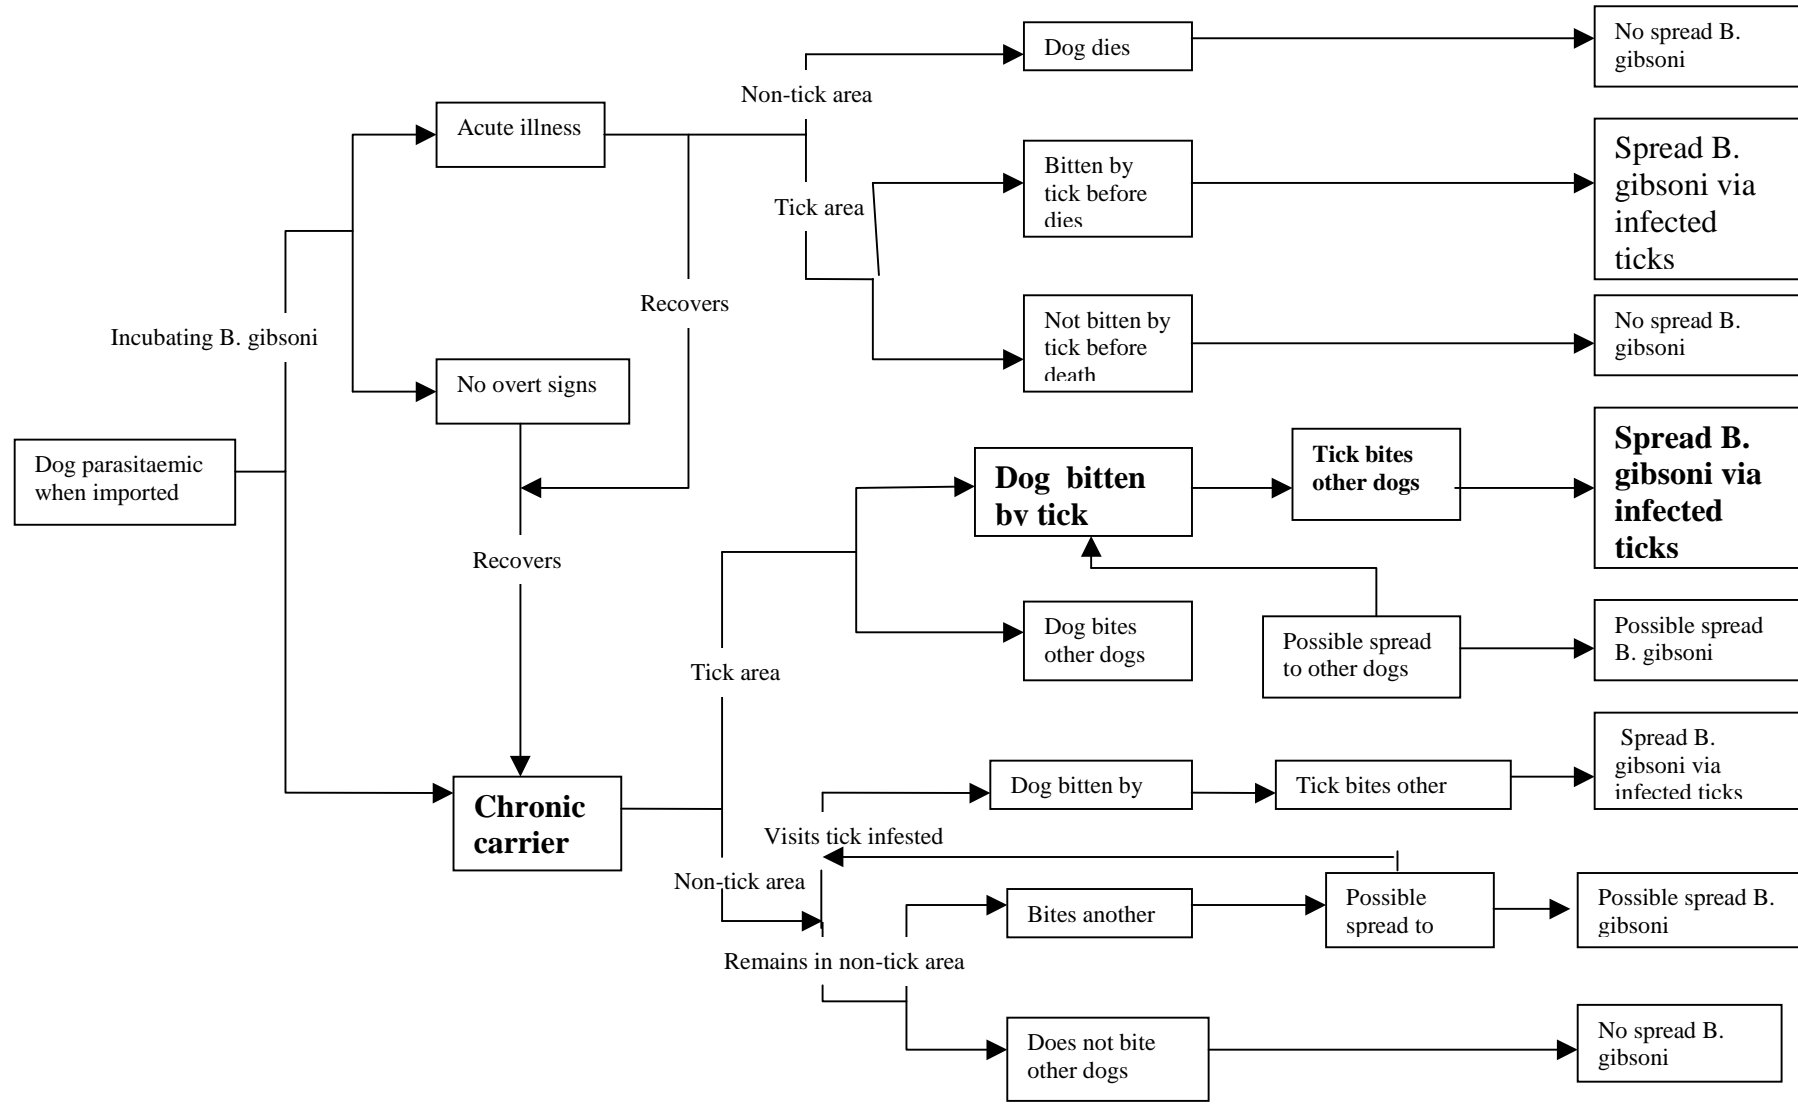 Dog dies
No spread B.
gibsoni
Non-tick area
Acute illness
Bitten by
tick before
dies
Spread B.
gibsoni via
infected
ticks
Tick area
Recovers
Not bitten by
tick before
death
No spread B.
gibsoni
Incubating B. gibsoni
No overt signs
Dog parasitaemic
when imported
Dog bitten
by tick
Tick bites
other dogs
Spread B.
gibsoni via
infected
ticks
Recovers
Dog bites
other dogs
Possible spread
to other dogs
Possible spread
B. gibsoni
Tick area
Chronic
carrier
Dog bitten by
Tick bites other
Spread B.
gibsoni via
infected ticks
Visits tick infested
Non-tick area
Bites another
Possible
spread to
Possible spread B.
gibsoni
Remains in non-tick area
Does not bite
other dogs
No spread B.
gibsoni